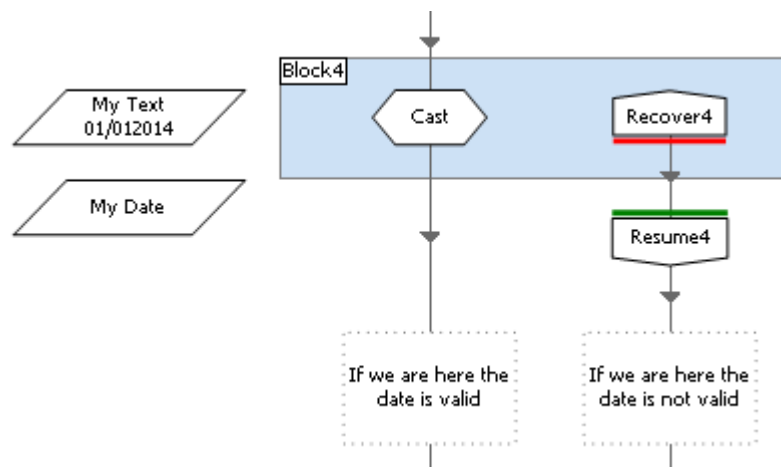 Block4
My Text
01/012014
Cast
Recover4
My Date
Resume4
If we are here the
date is valid
If we are here the
date is not valid